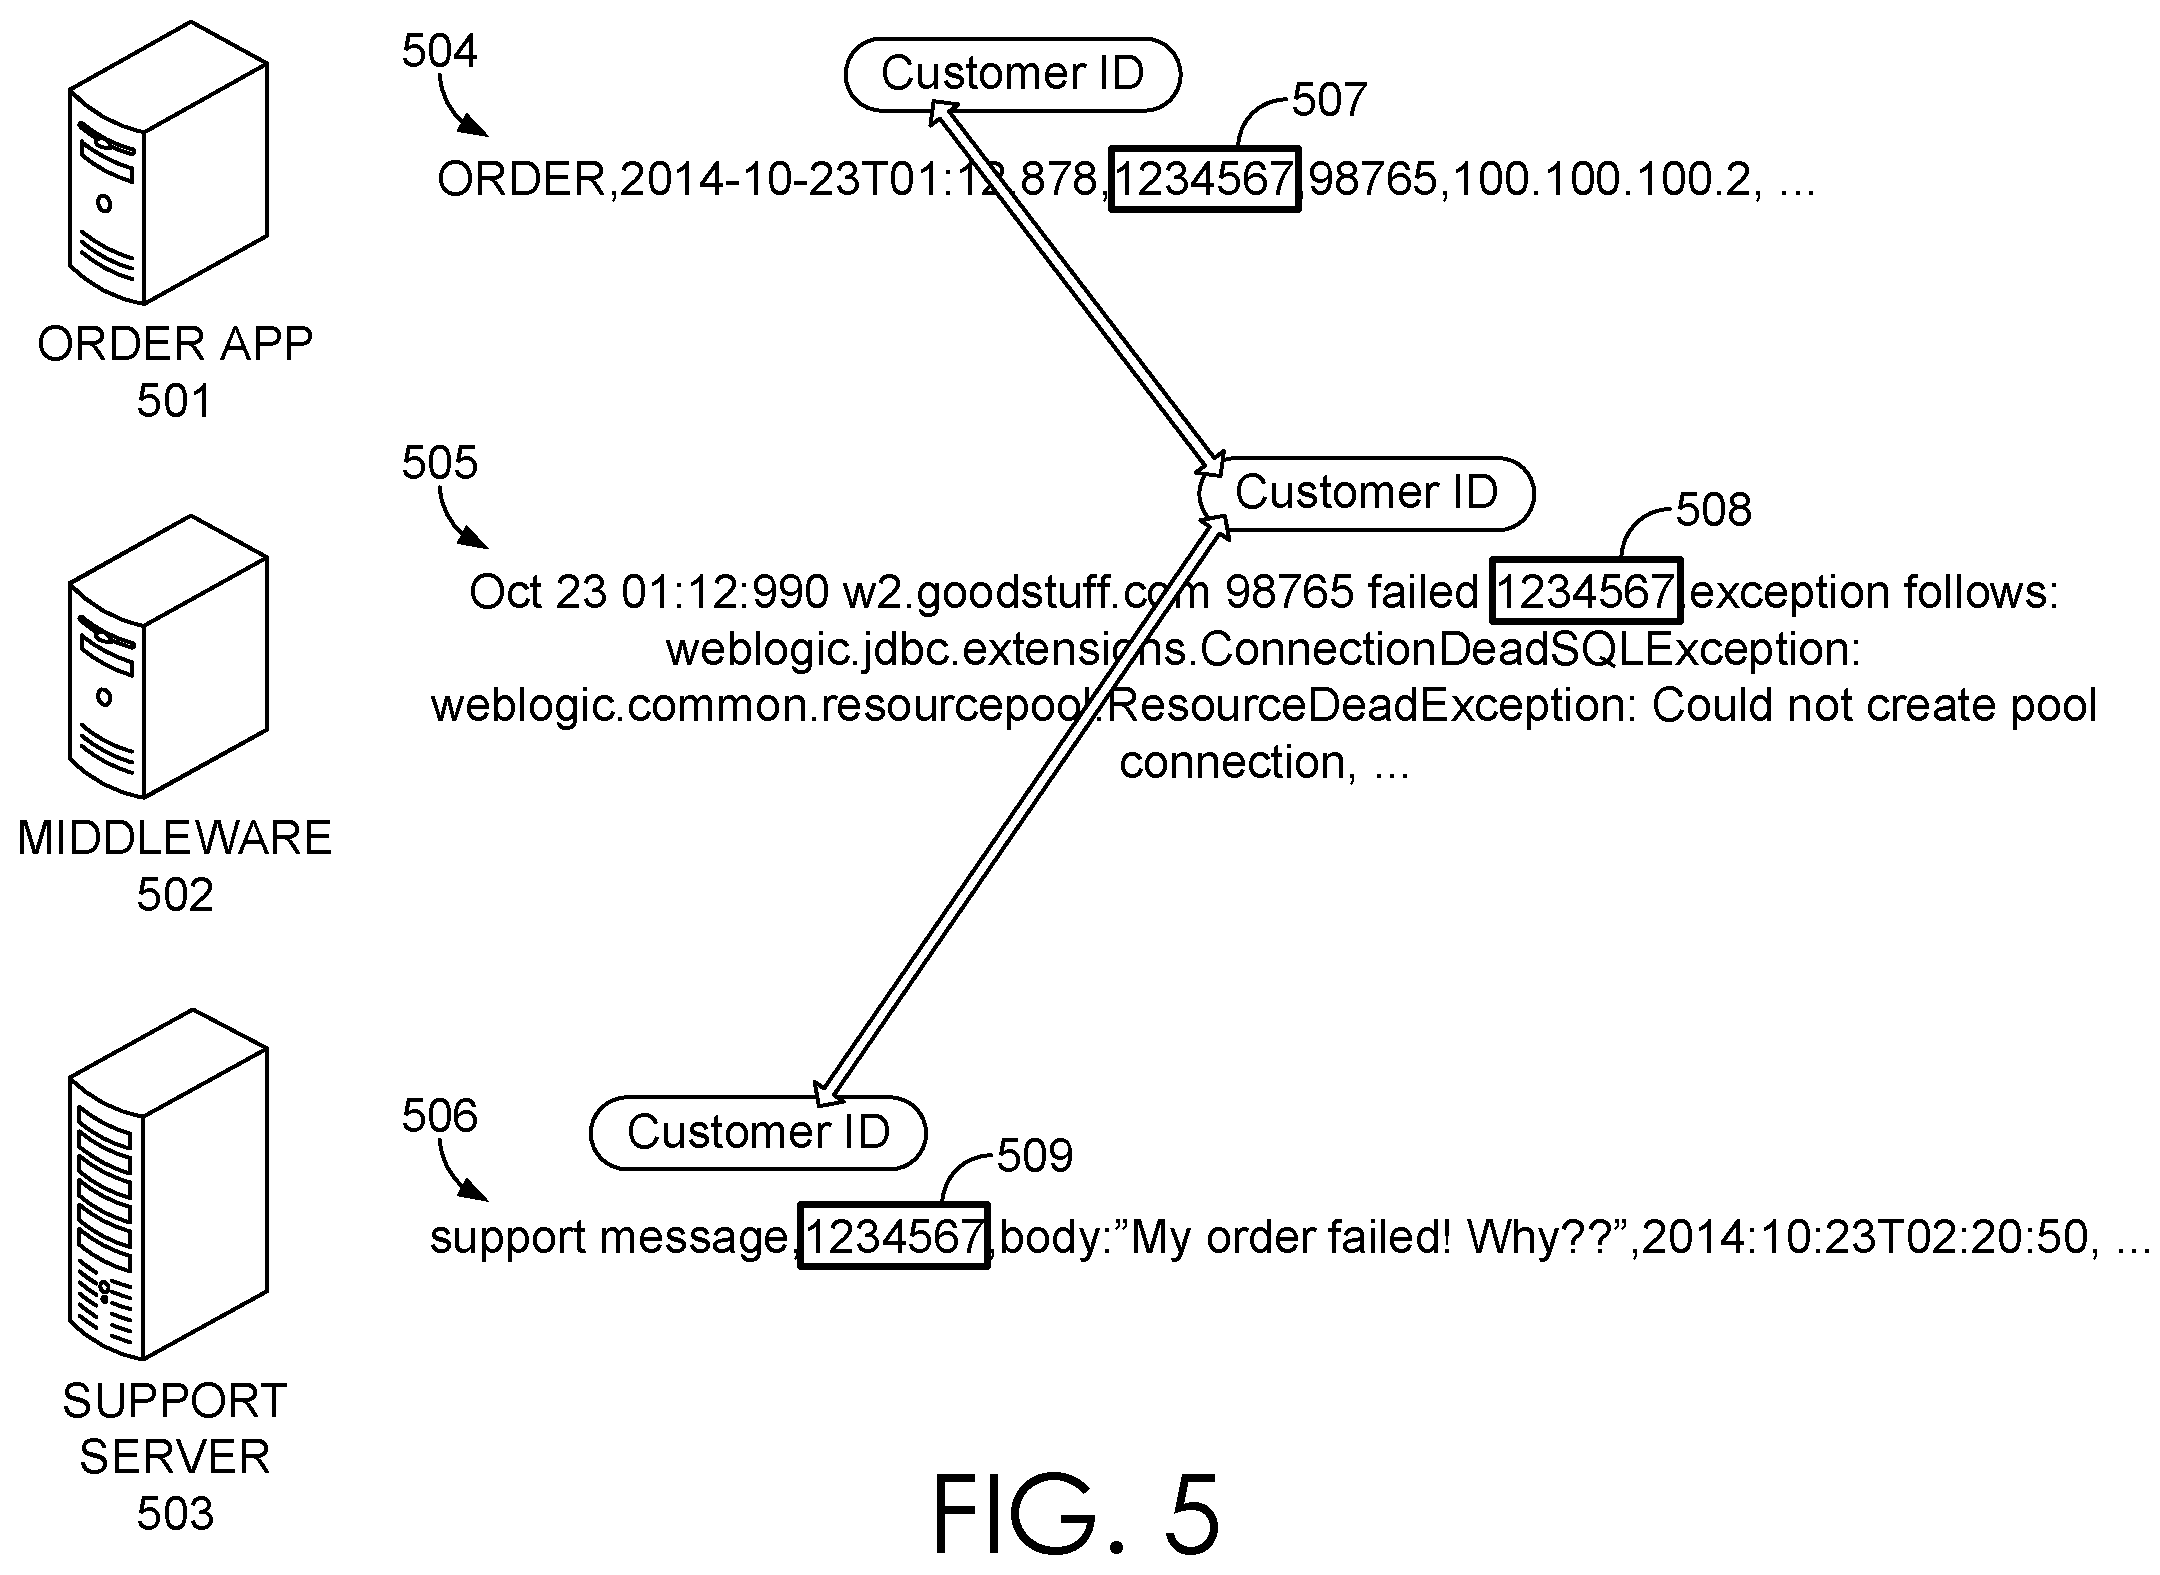 504
Customer ID
507
ORDER,2014-10-23T01:12.878,1234567,98765,100.100.100.2, ...
ORDER APP
501
505
Customer ID
508
Oct 23 01:12:990 w2.goodstuff.com 98765 failed 1234567.exception follows:
weblogic.jdbc.extensions.ConnectionDeadSQLException:
weblogic.common.resourcepool.ResourceDeadException: Could not create pool
connection, ...
MIDDLEWARE
502
506
Customer ID
509
support message,1234567,body:”My order failed! Why??”,2014:10:23T02:20:50, ...
SUPPORT
SERVER
503
FIG. 5